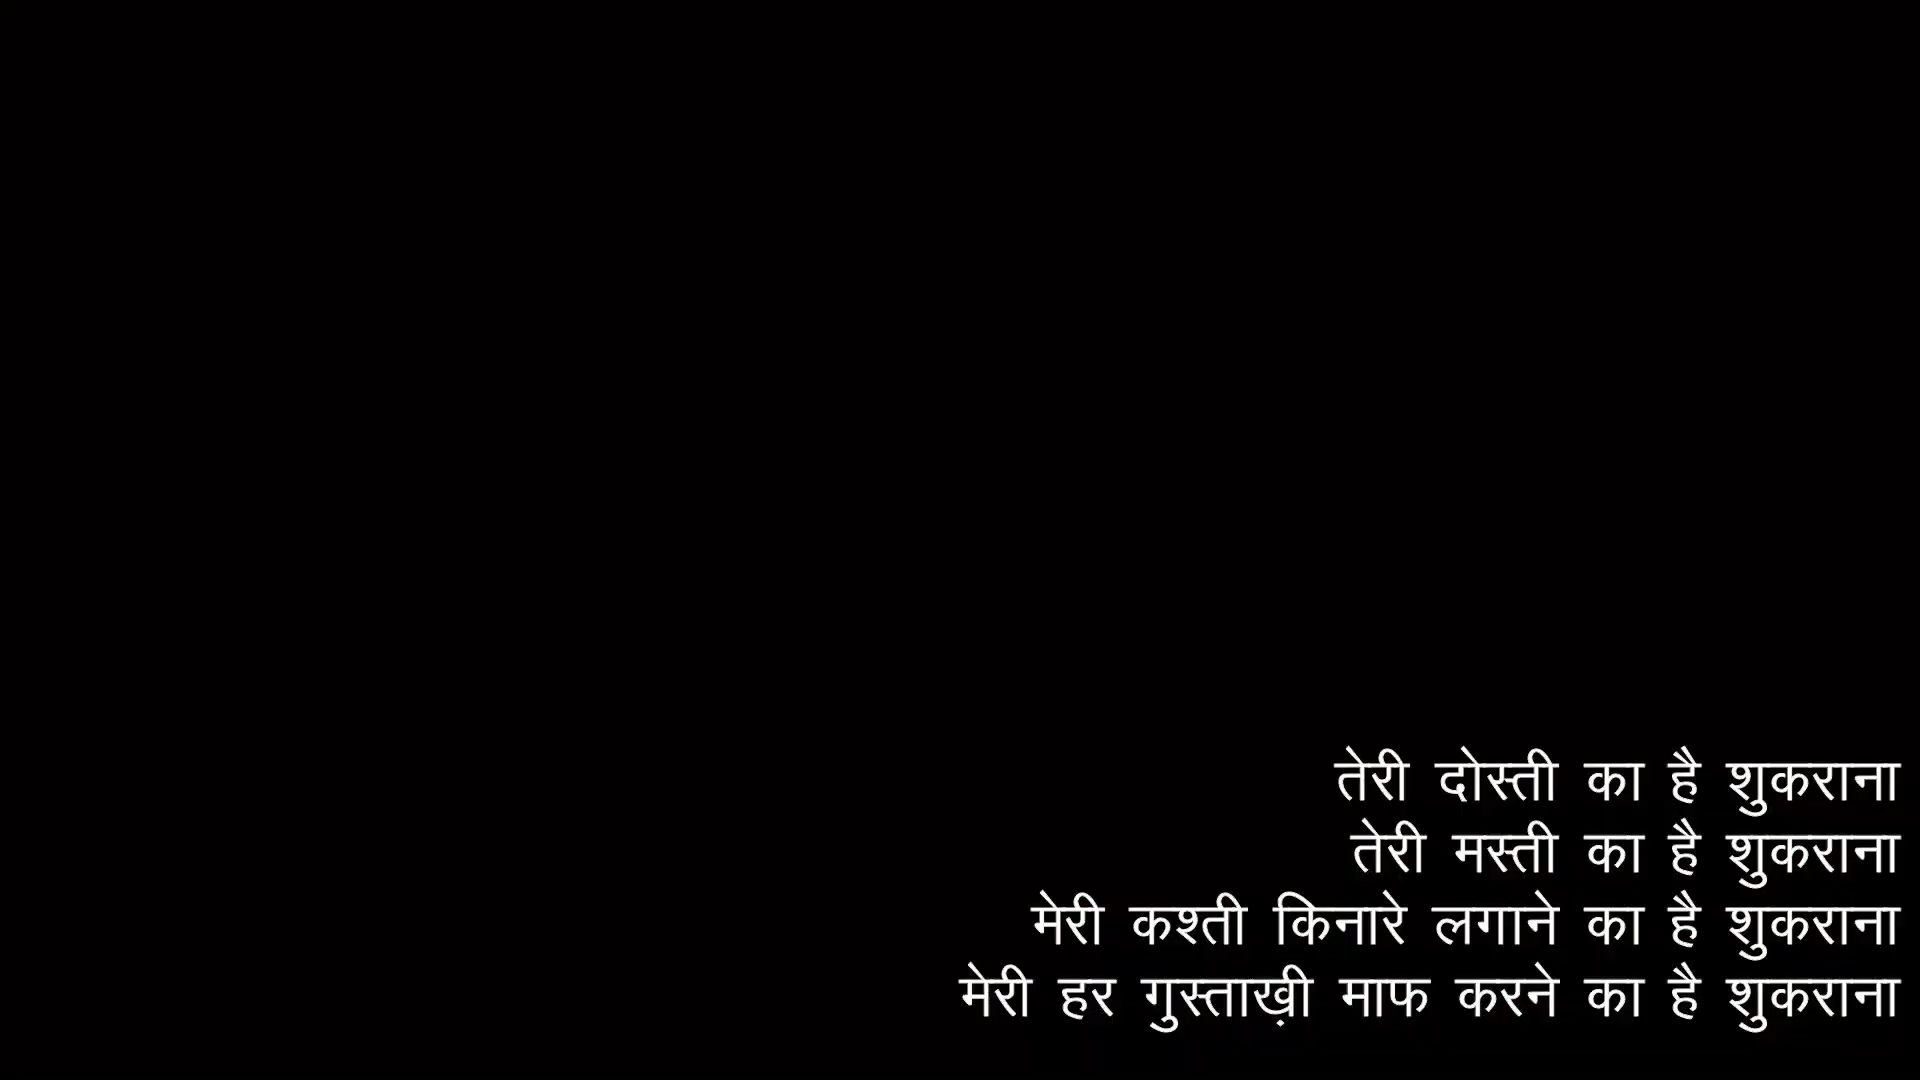 तेरी दोस्ती का है शुकराना
तेरी मस्ती का है शुकराना
मेरी कश्ती किनारे लगाने का है शुकराना
मेरी हर गुस्ताख़ी माफ करने का है शुकराना